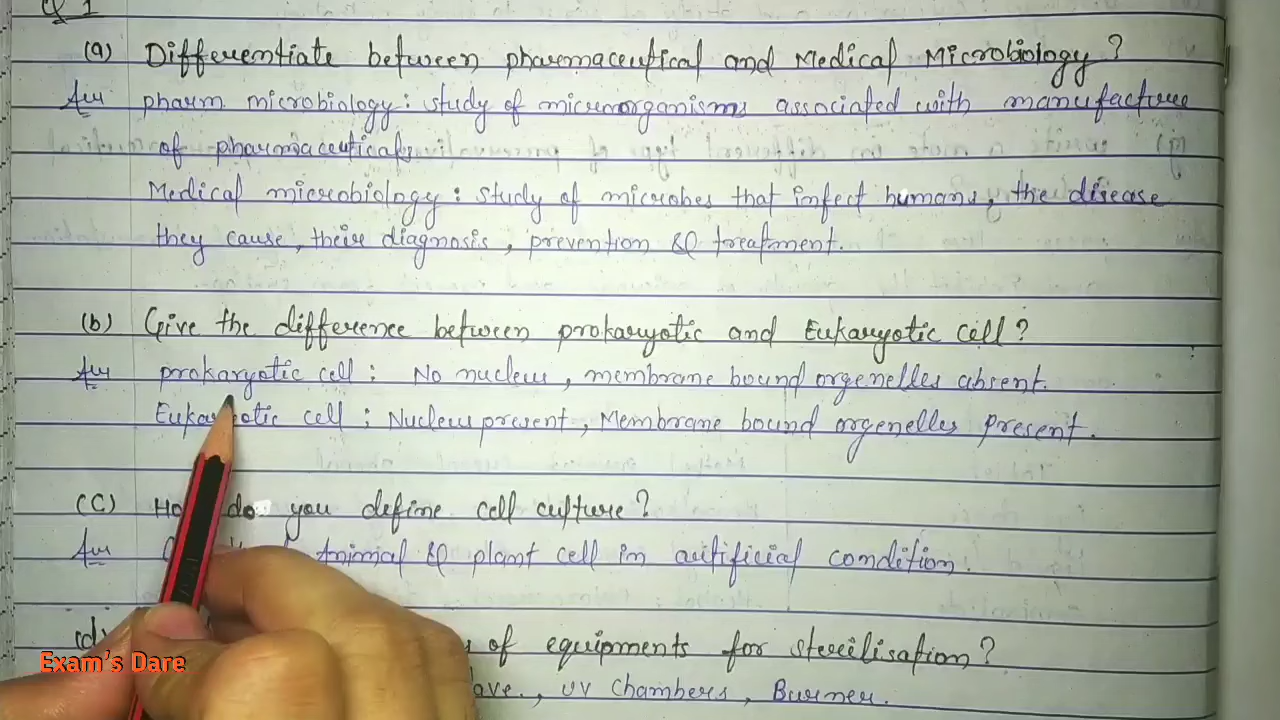 Q 1
(a) Differentiate between pharmaceutical and Medical Microbiology?
Ans pharm microbiology: study of microorganisms associated with manufacture
of pharmaceuticals.
Medical microbiology: study of microbes that infect humans, the disease
they cause, their diagnosis, prevention & treatment.
(b) Give the difference between prokaryotic and Eukaryotic cell?
Ans prokaryotic cell: No nucleus, membrane bound orgenelles absent.
Eukaryotic cell: Nucleus present, Membrane bound orgenelles present.
(C) How do you define cell culture?
Ans Animal & plant cell in artificial condition.
(d) of equipments for sterilisation?
UV Chambers, Burner.
Exam's Dare